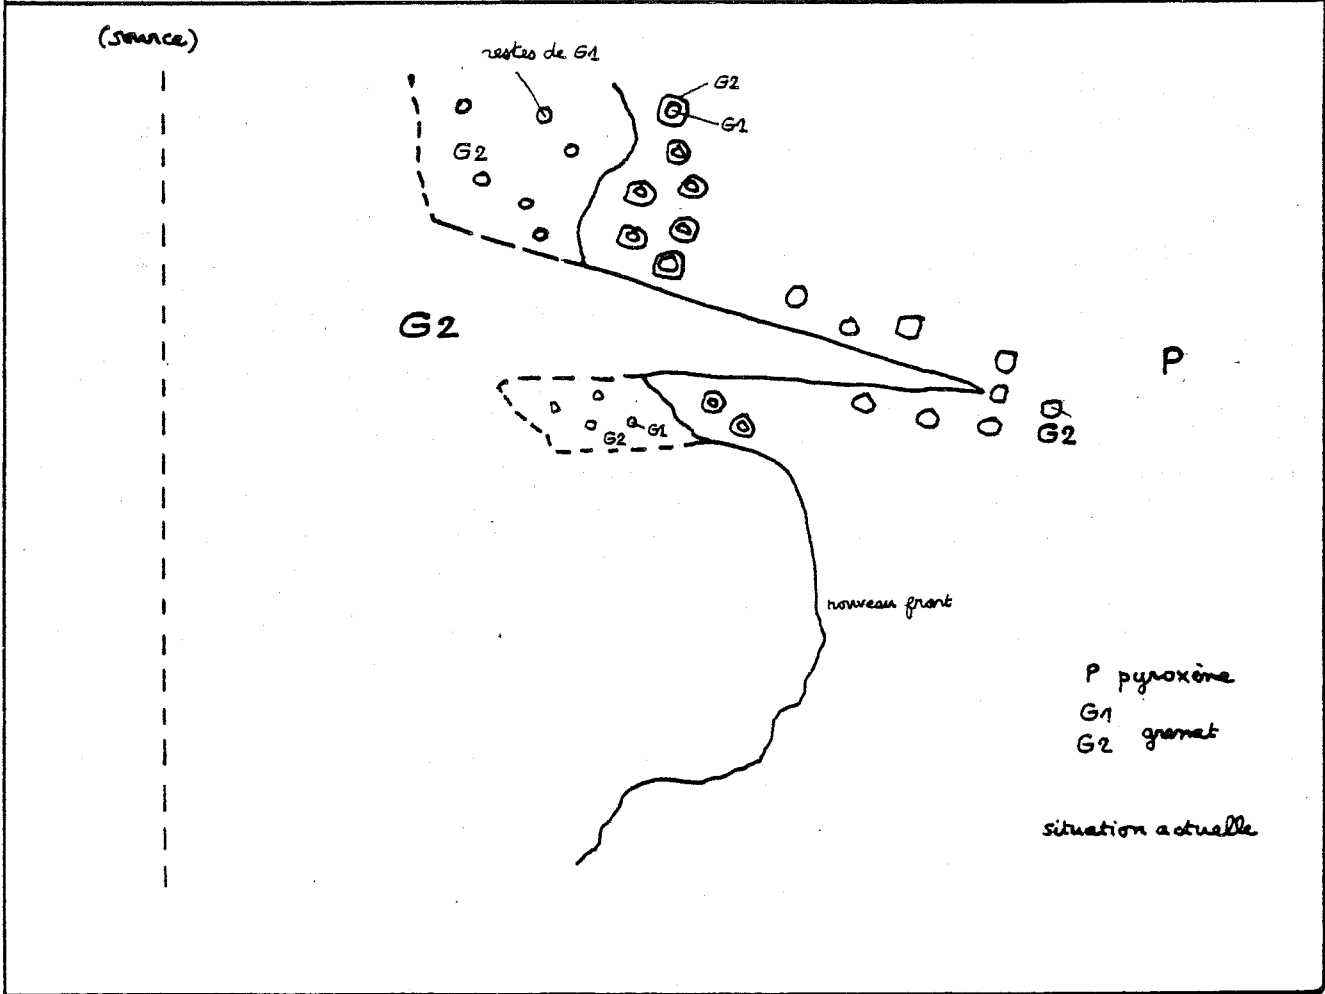 (source)
restes de G1
G2
G1
G2
G2
P
G2
G1
G2
nouveau front
P pyroxène
G1
G2 grenat
situation actuelle